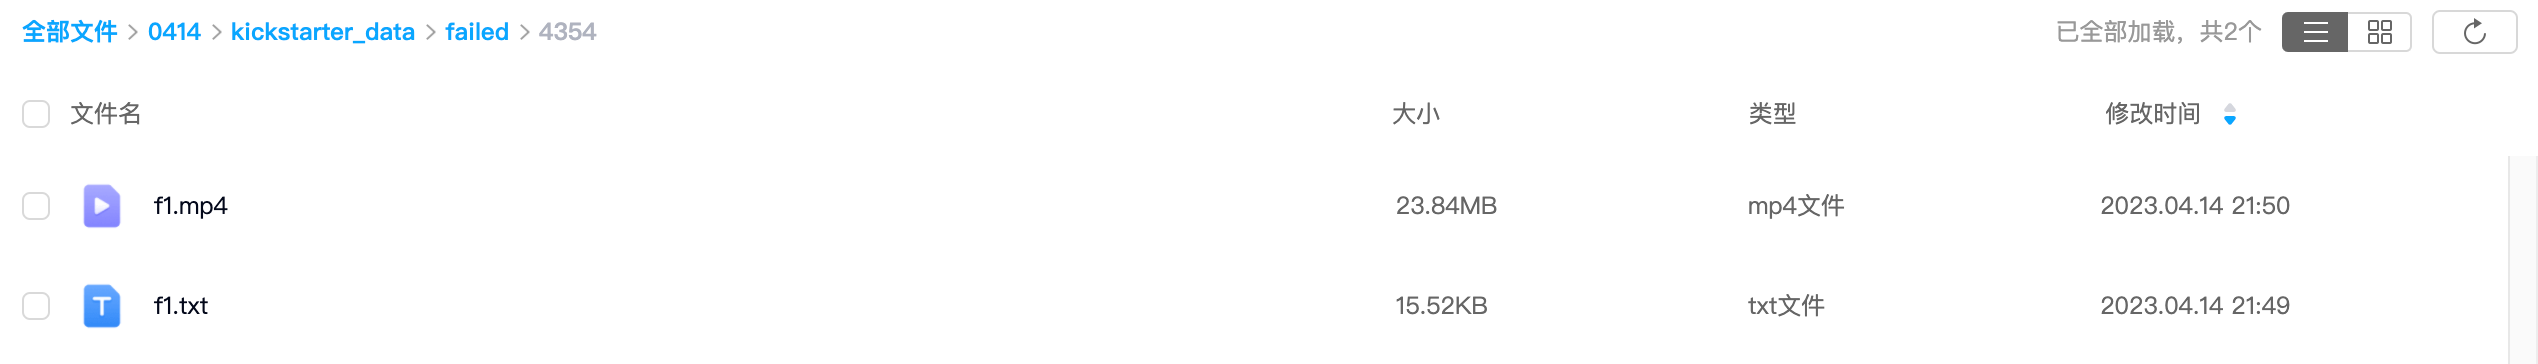 全部文件 > 0414 > kickstarter_data > failed > 4354 已全部加载，共2个
文件名 大小 类型 修改时间
f1.mp4 23.84MB mp4文件 2023.04.14 21:50
T f1.txt 15.52KB txt文件 2023.04.14 21:49